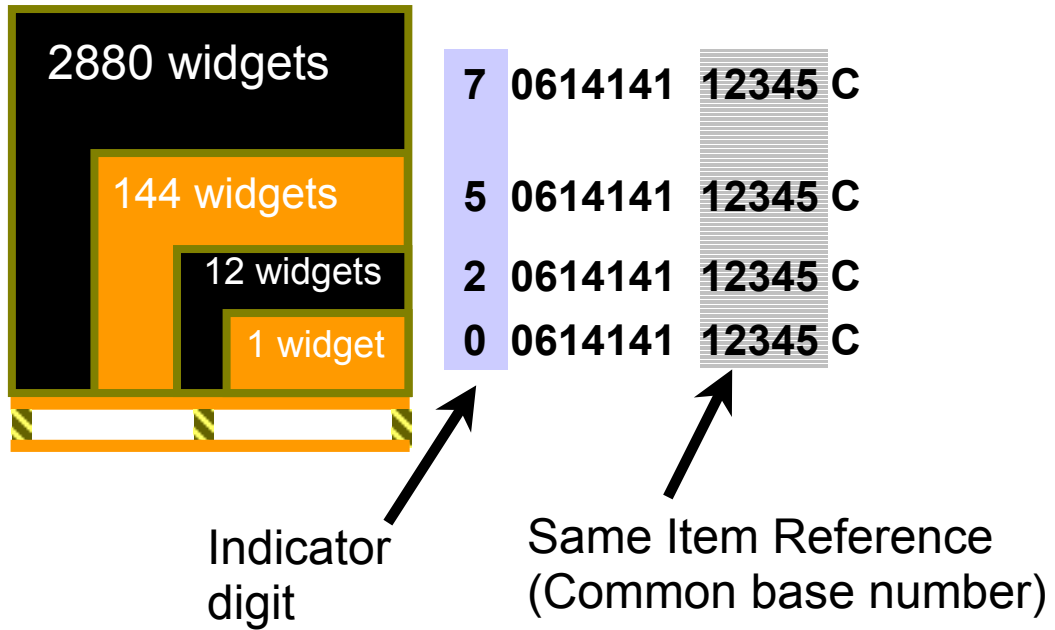 2880 widgets
7 0614141 12345 C
144 widgets
5 0614141 12345 C
12 widgets
2 0614141 12345 C
1 widget
0 0614141 12345 C
Indicator
digit
Same Item Reference
(Common base number)